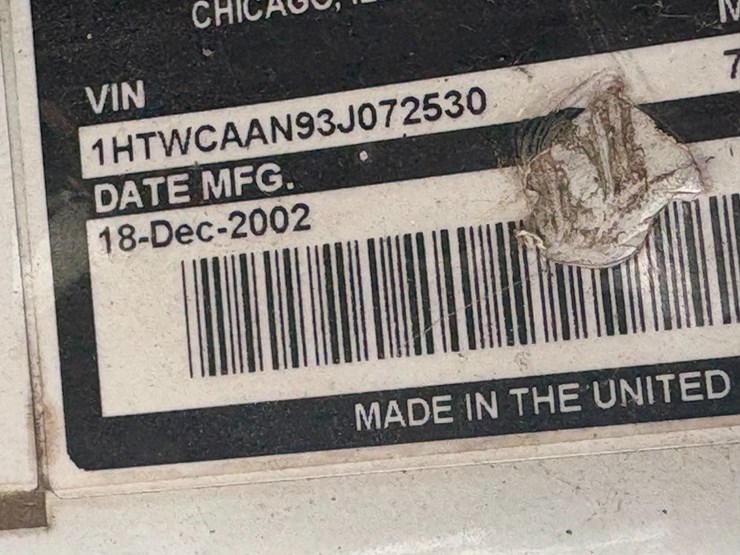 CHICAGO,
VIN
1HTWCAAN93J072530
DATE MFG.
18-Dec-2002
MADE IN THE UNITED